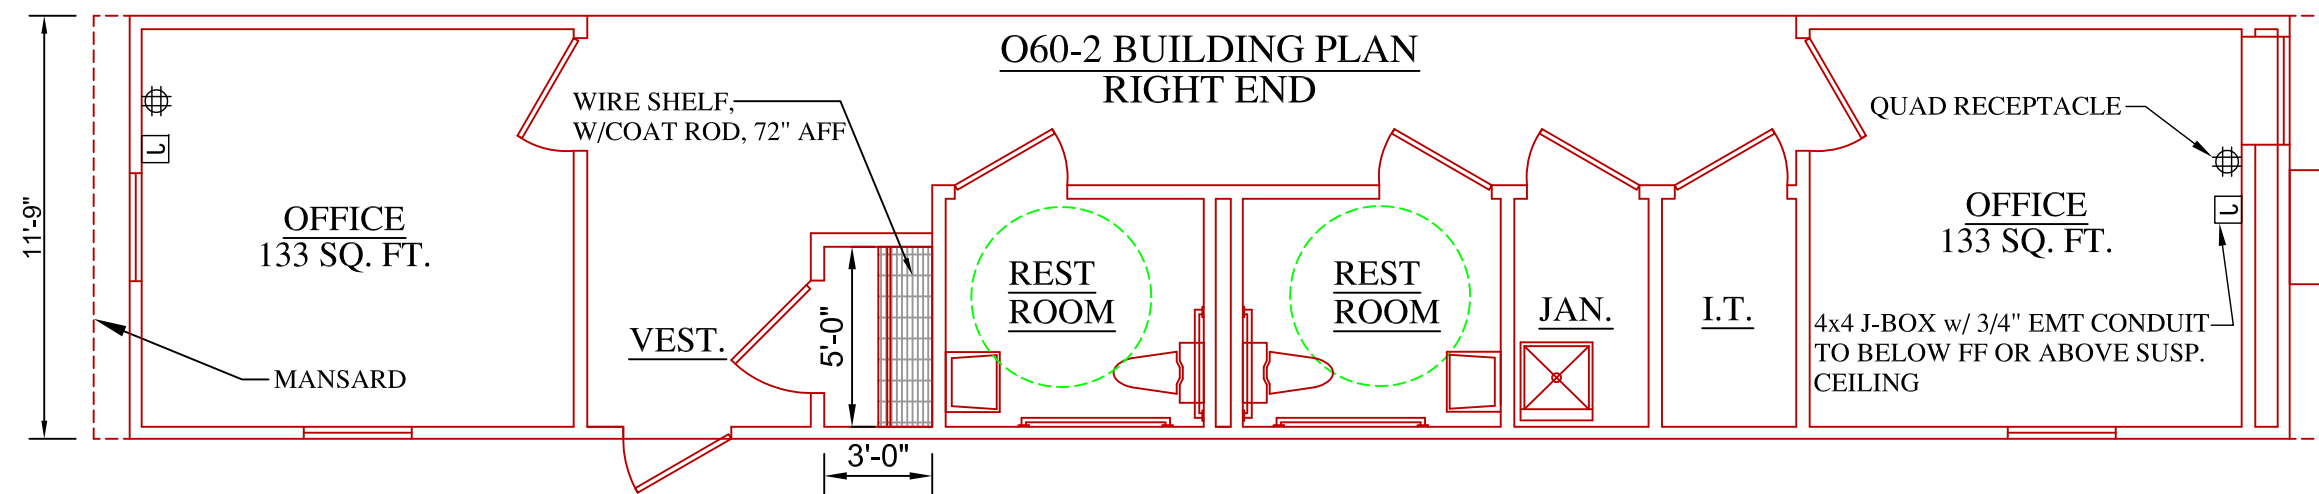 O60-2 BUILDING PLAN
RIGHT END
WIRE SHELF,
W/COAT ROD, 72" AFF
QUAD RECEPTACLE
11'-9"
J
J
OFFICE
133 SQ. FT.
OFFICE
133 SQ. FT.
REST
ROOM
REST
ROOM
JAN.
I.T.
VEST.
5'-0"
4x4 J-BOX w/ 3/4" EMT CONDUIT
TO BELOW FF OR ABOVE SUSP.
CEILING
MANSARD
3'-0"